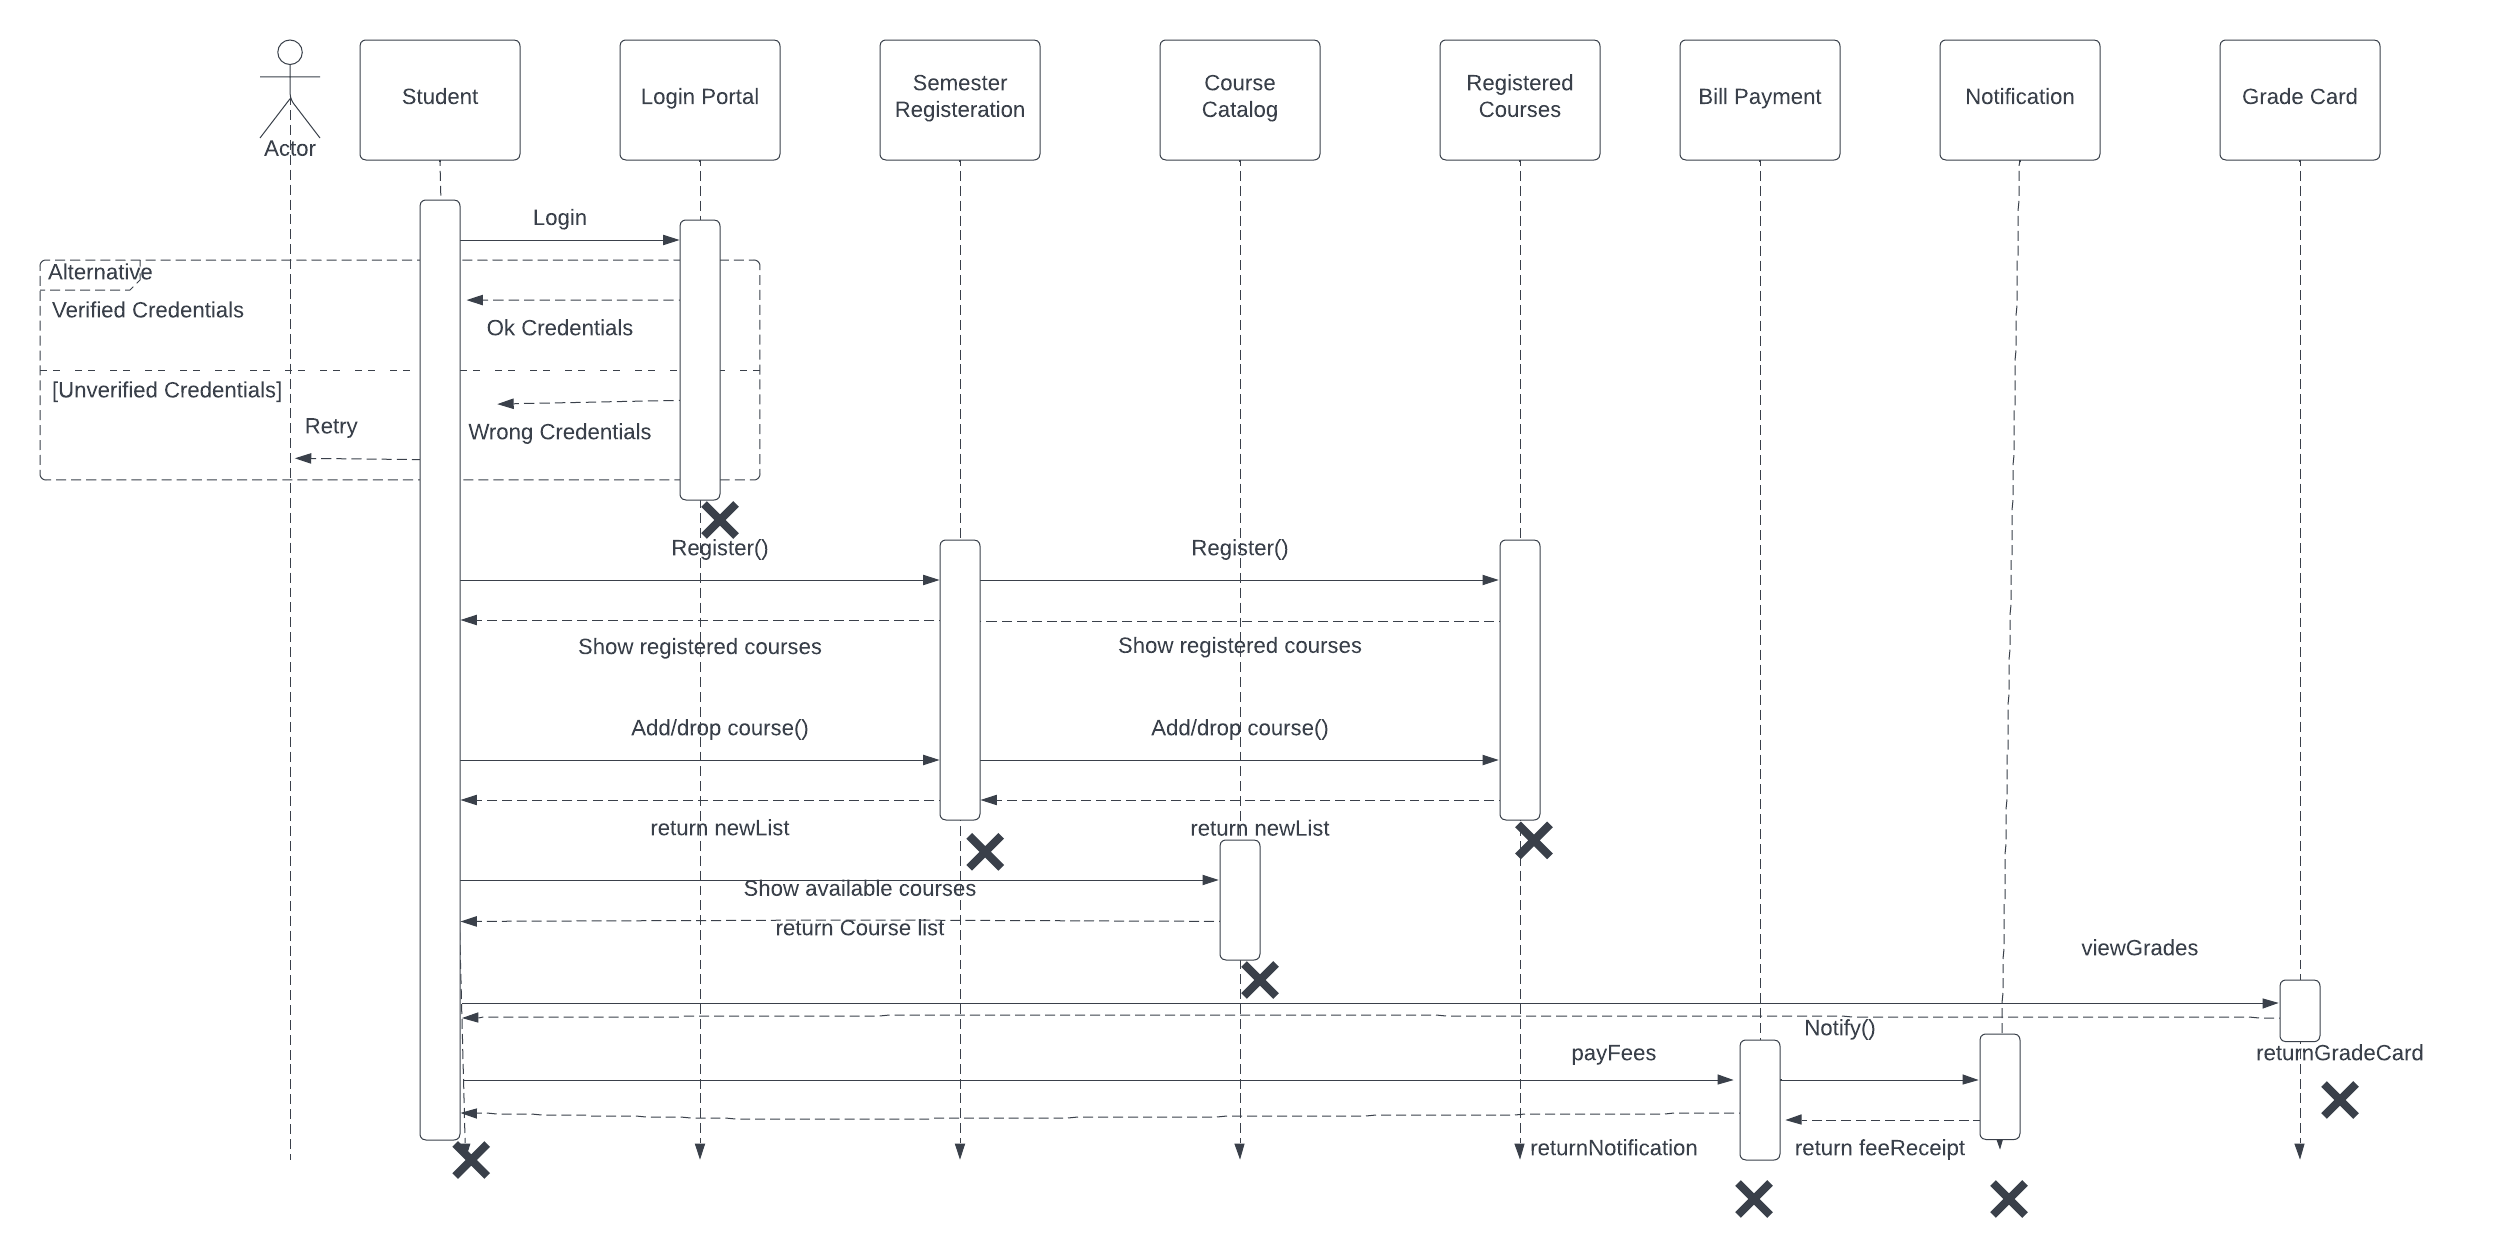 Actor
Student
Login Portal
Semester
Registeration
Course
Catalog
Registered
Courses
Bill Payment
Notification
Grade Card
Login
Alternative
Verified Credentials
Ok Credentials
[Unverified Credentials]
Retry
Wrong Credentials
Register()
Register()
Show registered courses
Show registered courses
Add/drop course()
Add/drop course()
return newList
return newList
Show available courses
return Course list
viewGrades
Notify()
payFees
returnGradeCard
returnNotification
return feeReceipt